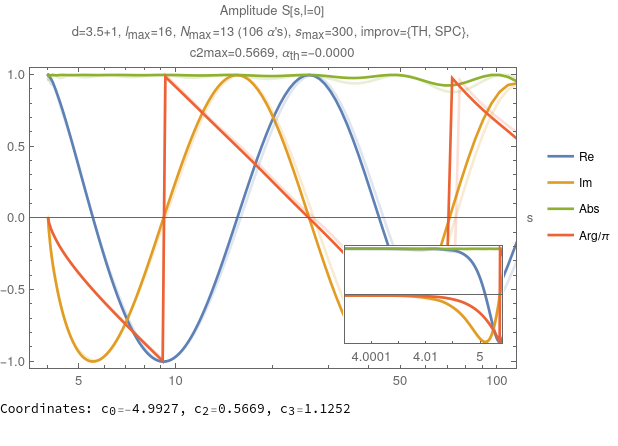 Amplitude S[s,l=0]
d=3.5+1, lmax=16, Nmax=13 (106 α's), smax=300, improv={TH, SPC},
c2max=0.5669, αth=-0.0000
1.0
0.5
0.0
-0.5
-1.0
s
Re
Im
Abs
Arg/π
4.0001 4.01 5
5 10 50 100
Coordinates: c0=-4.9927, c2=0.5669, c3=1.1252